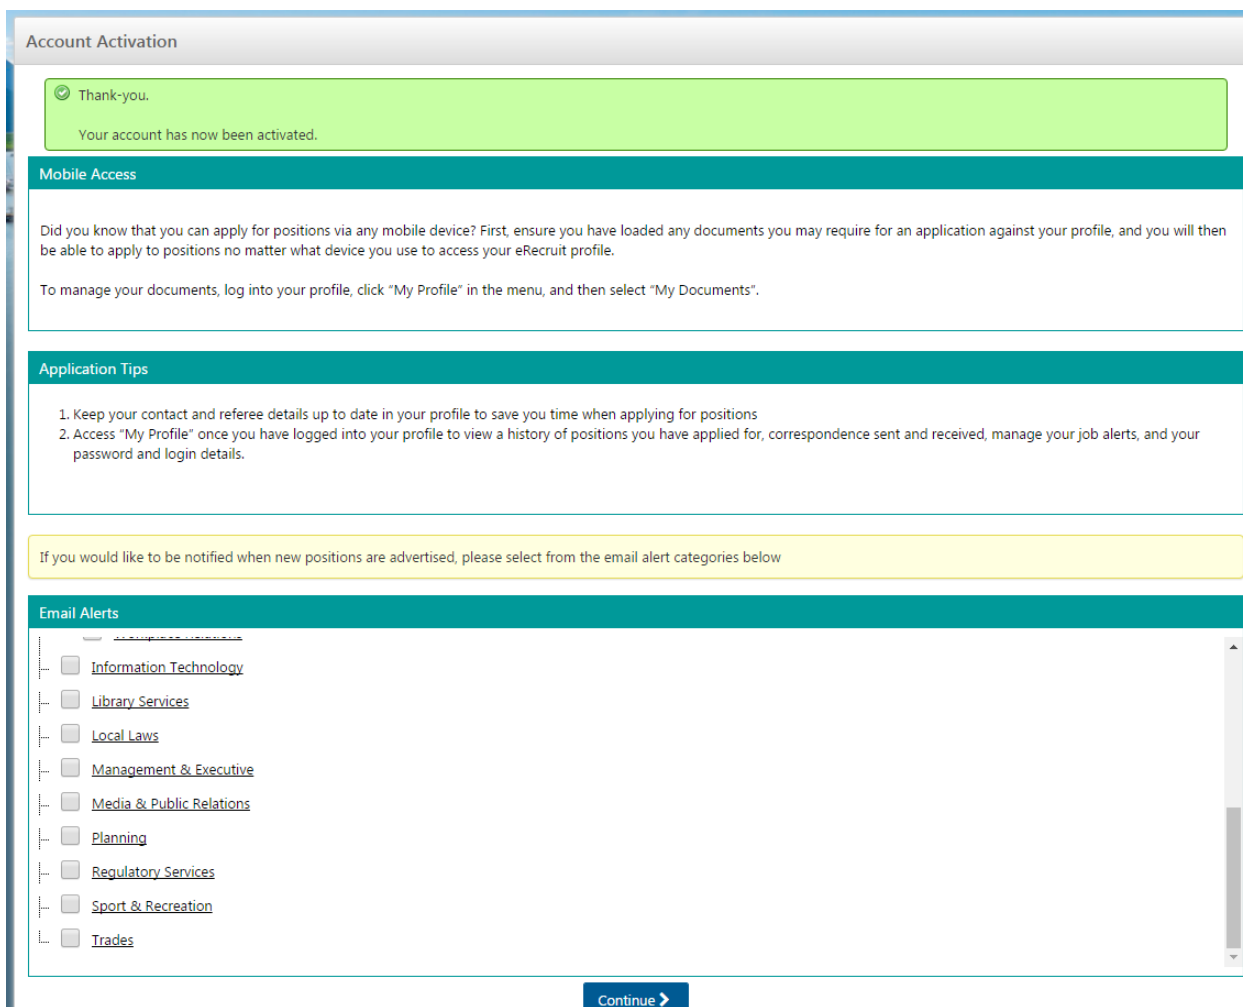 Account Activation
Thank-you.
Your account has now been activated.
Mobile Access
Did you know that you can apply for positions via any mobile device? First, ensure you have loaded any documents you may require for an application against your profile, and you will then
be able to apply to positions no matter what device you use to access your eRecruit profile.
To manage your documents, log into your profile, click “My Profile” in the menu, and then select “My Documents”.
Application Tips
1. Keep your contact and referee details up to date in your profile to save you time when applying for positions
2. Access “My Profile” once you have logged into your profile to view a history of positions you have applied for, correspondence sent and received, manage your job alerts, and your
password and login details.
If you would like to be notified when new positions are advertised, please select from the email alert categories below
Email Alerts
Workplace Relations
Information Technology
Library Services
Local Laws
Management & Executive
Media & Public Relations
Planning
Regulatory Services
Sport & Recreation
Trades
Continue